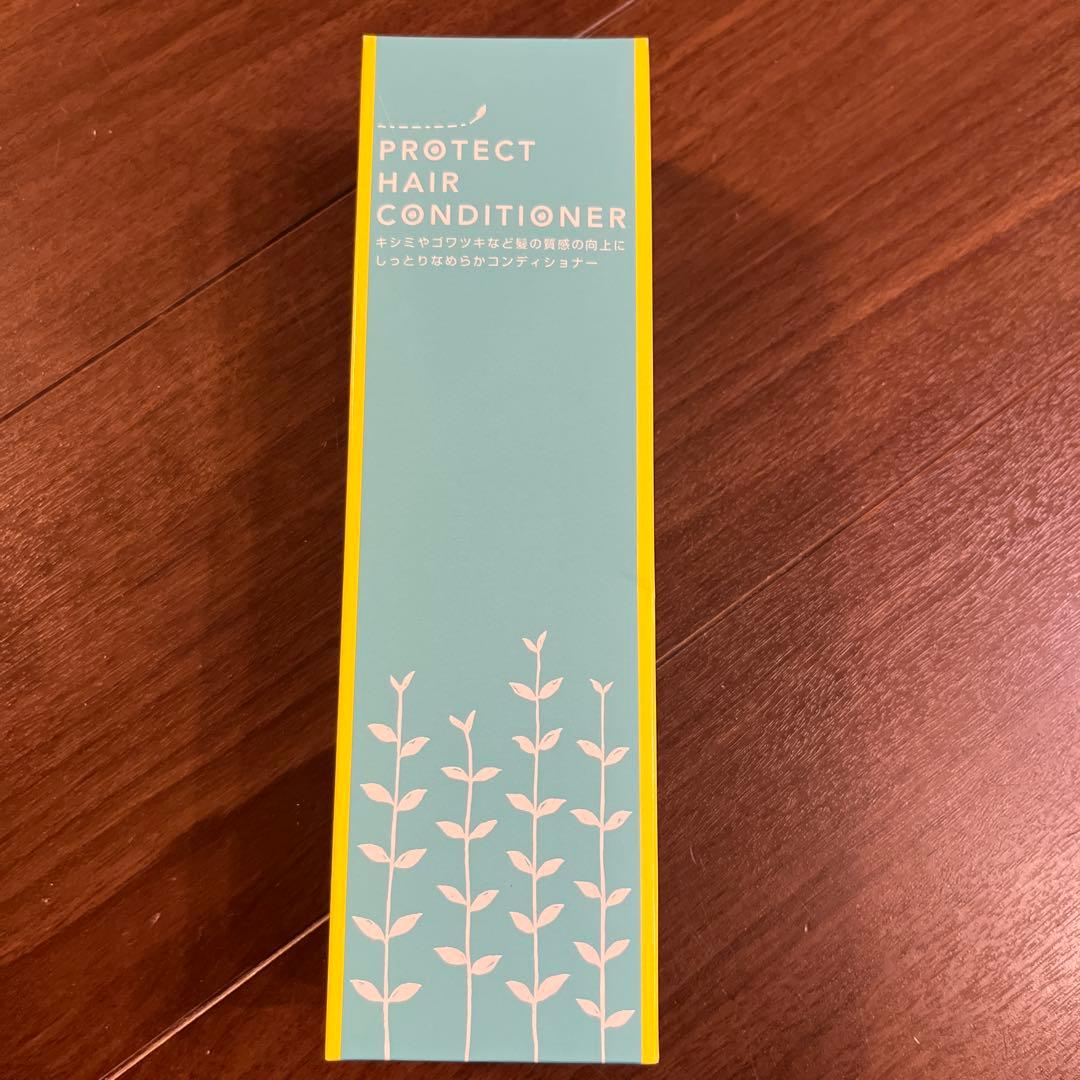 PROTECT
HAIR
CONDITIONER
キシミやゴワツキなど髪の質感の向上に
しっとりなめらかコンディショナー